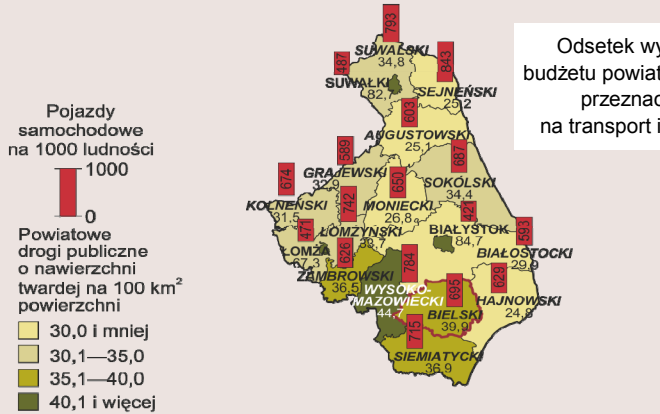 Odsetek wy
budżetu powiat
przeznac
na transport i
Pojazdy
samochodowe
na 1000 ludności
1000
0
Powiatowe
drogi publiczne
o nawierzchni
twardej na 100 km²
powierzchni
30,0 i mniej
30,1—35,0
35,1—40,0
40,1 i więcej
793
SUWALSKI
34,8
487
SUWAŁKI
82,7
843
SEJNEŃSKI
25,2
603
AUGUSTOWSKI
25,1
589
GRAJEWSKI
32,9
687
SOKÓLSKI
34,4
674
KOLNEŃSKI
31,5
742
ŁOMŻYŃSKI
33,7
650
MONIECKI
26,8
421
BIAŁYSTOK
84,7
471
ŁOMŻA
67,3
593
BIAŁOSTOCKI
29,9
626
ZAMBROWSKI
36,5
784
WYSOKO-
MAZOWIECKI
44,7
695
BIELSKI
39,9
629
HAJNOWSKI
24,8
715
SIEMIATYCKI
36,9